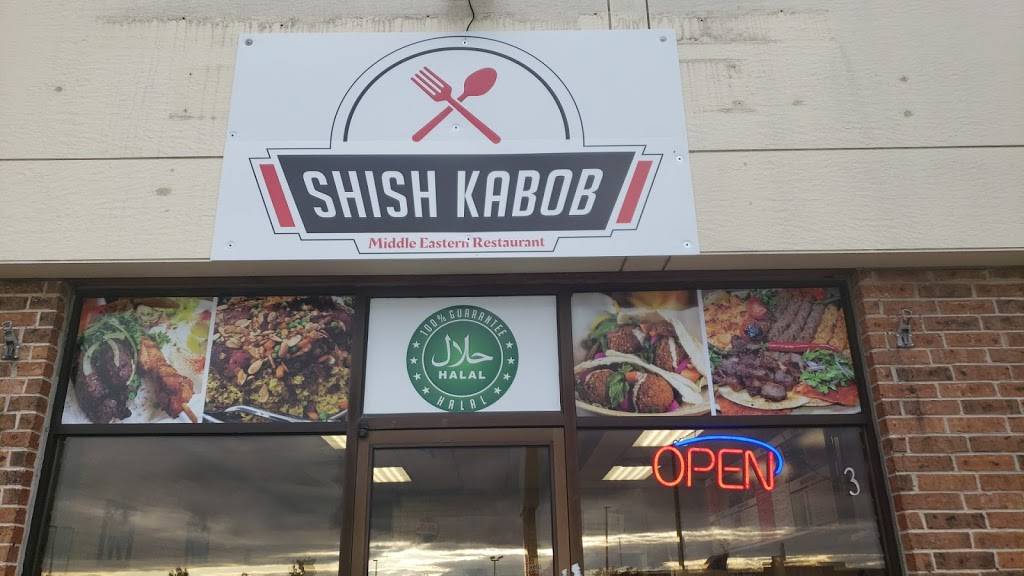 SHISH KABOB
Middle Eastern Restaurant
100% GUARANTEE
حلال
HALAL
HALAL
OPEN
3